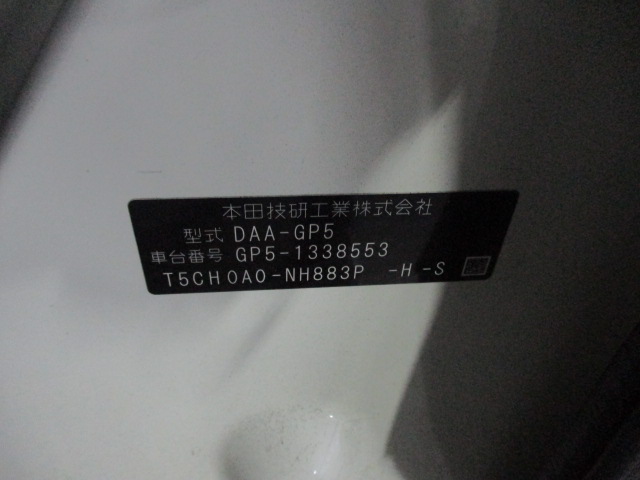 本田技研工業株式会社
型式 DAA-GP5
車台番号 GP5-1338553
T5CH0A0-NH883P -H-S